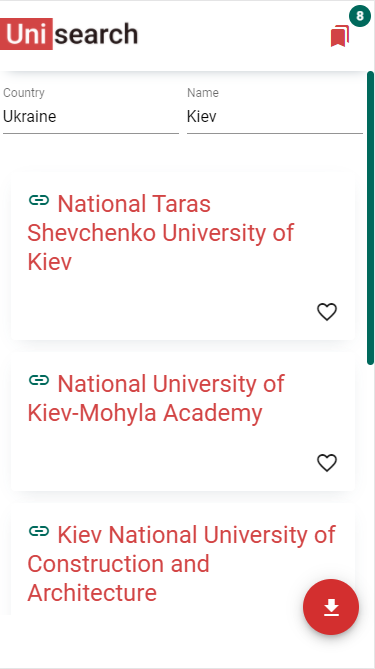 Unisearch
8
Country
Name
Ukraine
Kiev
National Taras
Shevchenko University of
Kiev
National University of
Kiev-Mohyla Academy
Kiev National University of
Construction and
Architecture